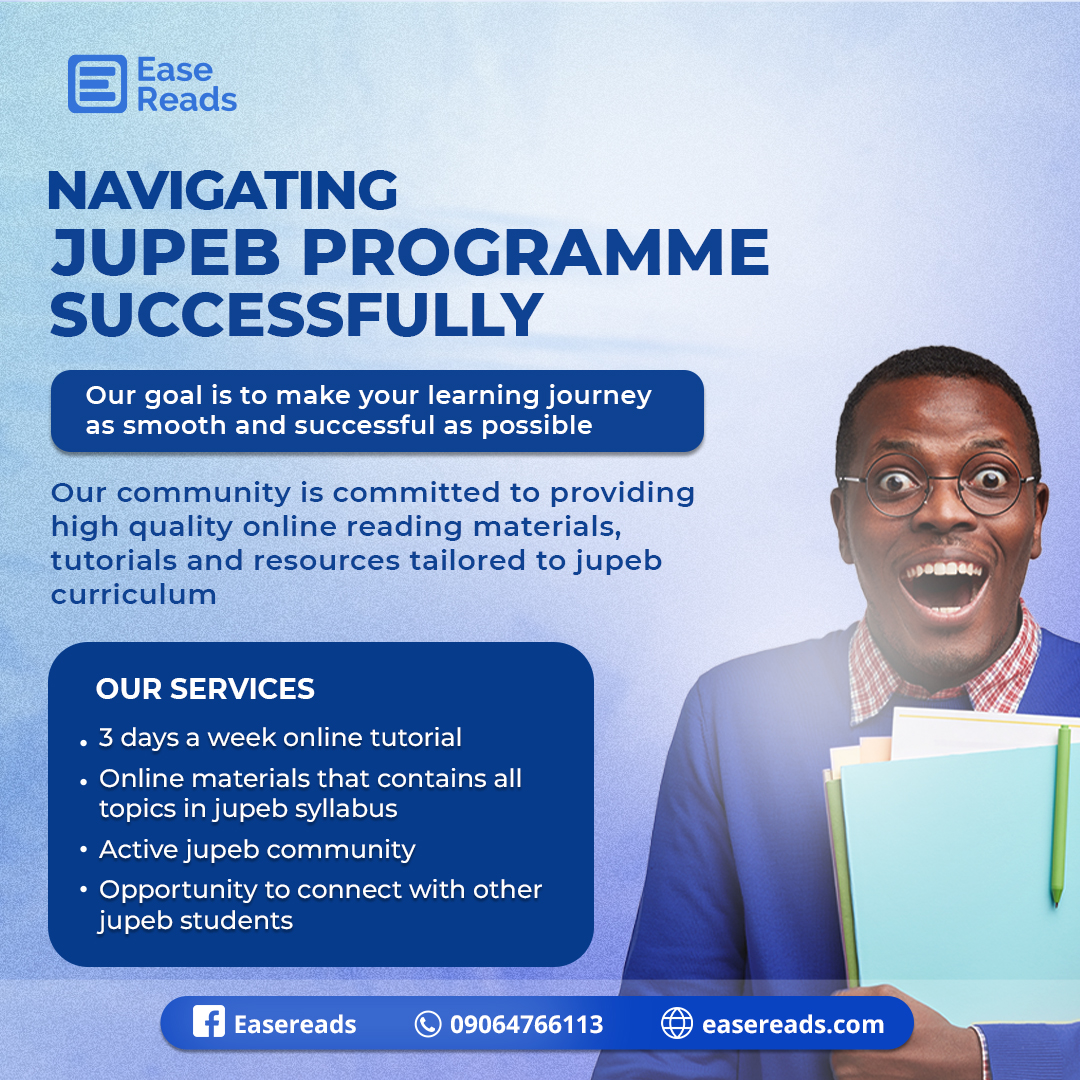 Ease
Reads
NAVIGATING
JUPEB PROGRAMME
SUCCESSFULLY
Our goal is to make your learning journey
as smooth and successful as possible
Our community is committed to providing
high quality online reading materials,
tutorials and resources tailored to jupeb
curriculum
OUR SERVICES
• 3 days a week online tutorial
• Online materials that contains all
topics in jupeb syllabus
• Active jupeb community
• Opportunity to connect with other
jupeb students
Easereads 09064766113 easereads.com